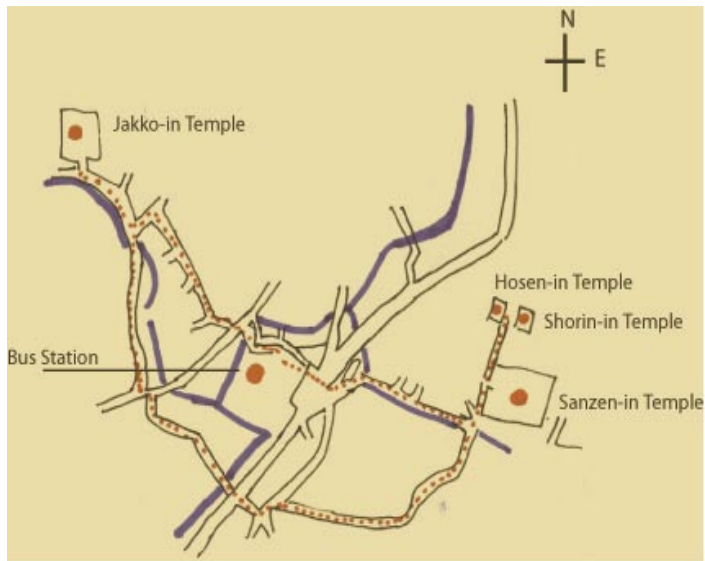 N
E
Jakko-in Temple
Hosen-in Temple
Shorin-in Temple
Bus Station
Sanzen-in Temple